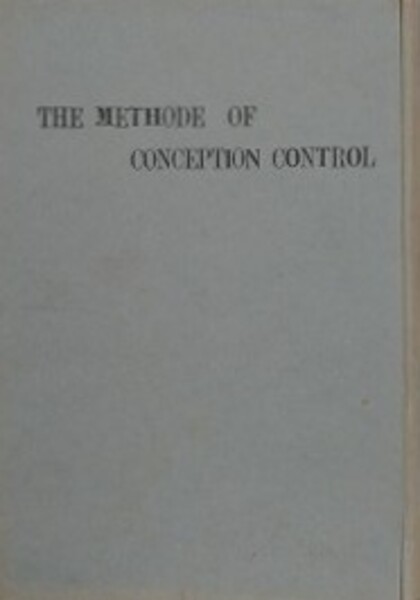 THE METHODE OF
CONCEPTION CONTROL